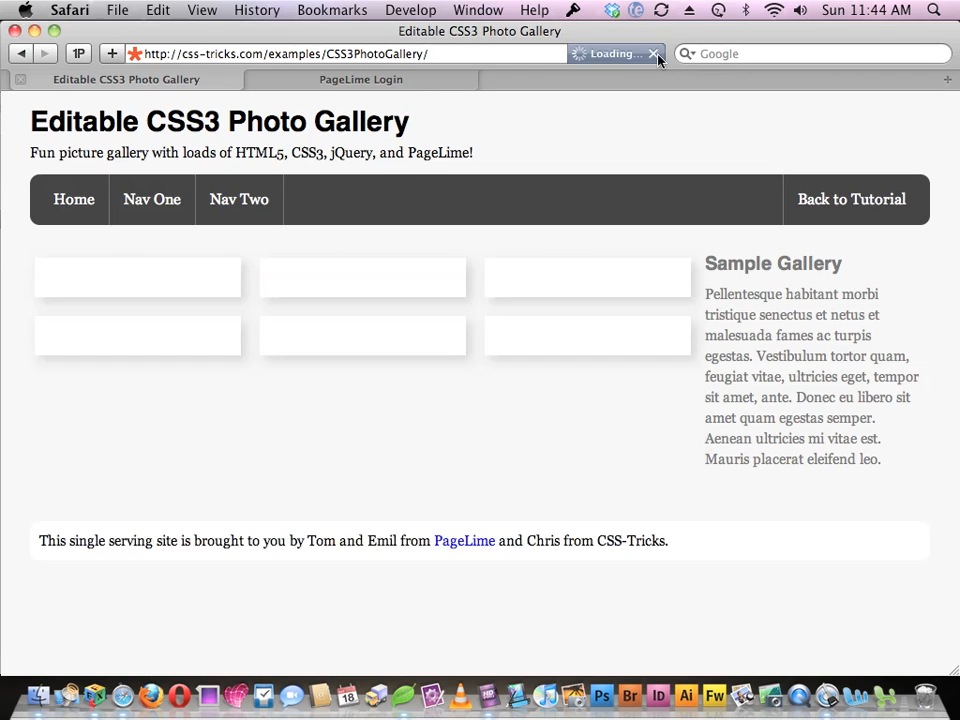 Safari File Edit View History Bookmarks Develop Window Help Sun 11:44 AM
Editable CSS3 Photo Gallery
1P http://css-tricks.com/examples/CSS3PhotoGallery/ Loading... Google
Editable CSS3 Photo Gallery PageLime Login
Editable CSS3 Photo Gallery
Fun picture gallery with loads of HTML5, CSS3, jQuery, and PageLime!
Home Nav One Nav Two Back to Tutorial
Sample Gallery
Pellentesque habitant morbi
tristique senectus et netus et
malesuada fames ac turpis
egestas. Vestibulum tortor quam,
feugiat vitae, ultricies eget, tempor
sit amet, ante. Donec eu libero sit
amet quam egestas semper.
Aenean ultricies mi vitae est.
Mauris placerat eleifend leo.
This single serving site is brought to you by Tom and Emil from PageLime and Chris from CSS-Tricks.
18 Ps Br Id Ai Fw